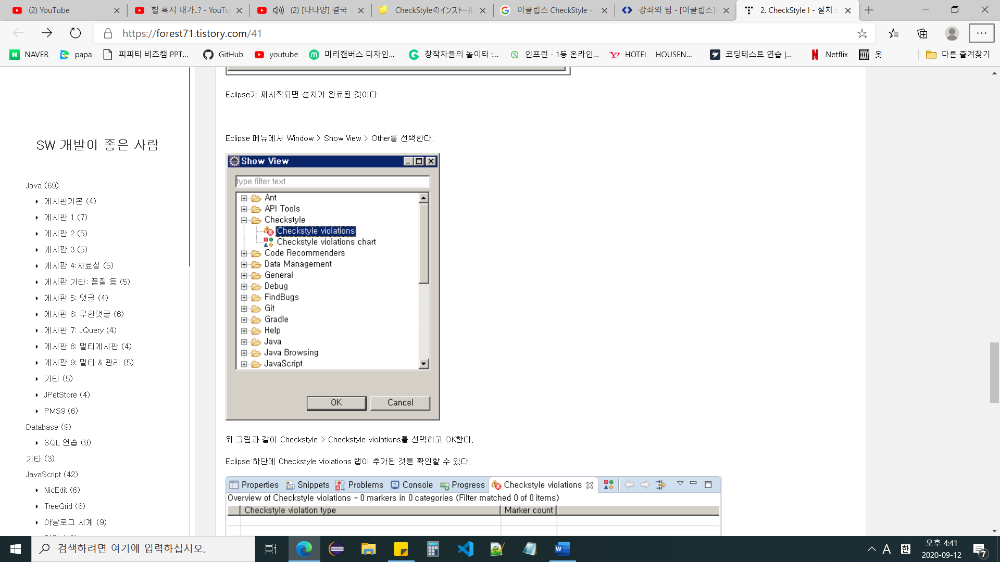 (2) YouTube
헐 혹시 내가..? - YouTu
(2) [나나양] 결국
CheckStyleのインストール
이클립스 CheckStyle -
강좌와 팁 - [이클립스]
2. CheckStyle I - 설치 :
https://forest71.tistory.com/41
NAVER
papa
피피티 비즈캠 PPT...
GitHub
youtube
미리캔버스 디자인...
창작자들의 놀이터 :...
인프런 - 1등 온라인...
HOTEL HOUSEN...
코딩테스트 연습 |...
Netflix
옷
다른 즐겨찾기
SW 개발이 좋은 사람
Java (69)
게시판기본 (4)
게시판 1 (7)
게시판 2 (5)
게시판 3 (5)
게시판 4:자료실 (5)
게시판 기타: 품질 등 (5)
게시판 5: 댓글 (4)
게시판 6: 무한댓글 (6)
게시판 7: JQuery (4)
게시판 8: 멀티게시판 (4)
게시판 9: 멀티 & 관리 (5)
기타 (5)
JPetStore (4)
PMS9 (6)
Database (9)
SQL 연습 (9)
기타 (3)
JavaScript (42)
NicEdit (6)
TreeGrid (8)
아날로그 시계 (9)
Eclipse가 재시작되면 설치가 완료된 것이다
Eclipse 메뉴에서 Window > Show View > Other를 선택한다.
Show View
type filter text
Ant
API Tools
Checkstyle
Checkstyle violations
Checkstyle violations chart
Code Recommenders
Data Management
General
Debug
FindBugs
Git
Gradle
Help
Java
Java Browsing
JavaScript
OK
Cancel
위 그림과 같이 Checkstyle > Checkstyle violations를 선택하고 OK한다.
Eclipse 하단에 Checkstyle violations 탭이 추가된 것을 확인할 수 있다.
Properties
Snippets
Problems
Console
Progress
Checkstyle violations
Overview of Checkstyle violations - 0 markers in 0 categories (Filter matched 0 of 0 items)
Checkstyle violation type
Marker count
검색하려면 여기에 입력하십시오.
A
한
오후 4:41
2020-09-12
7